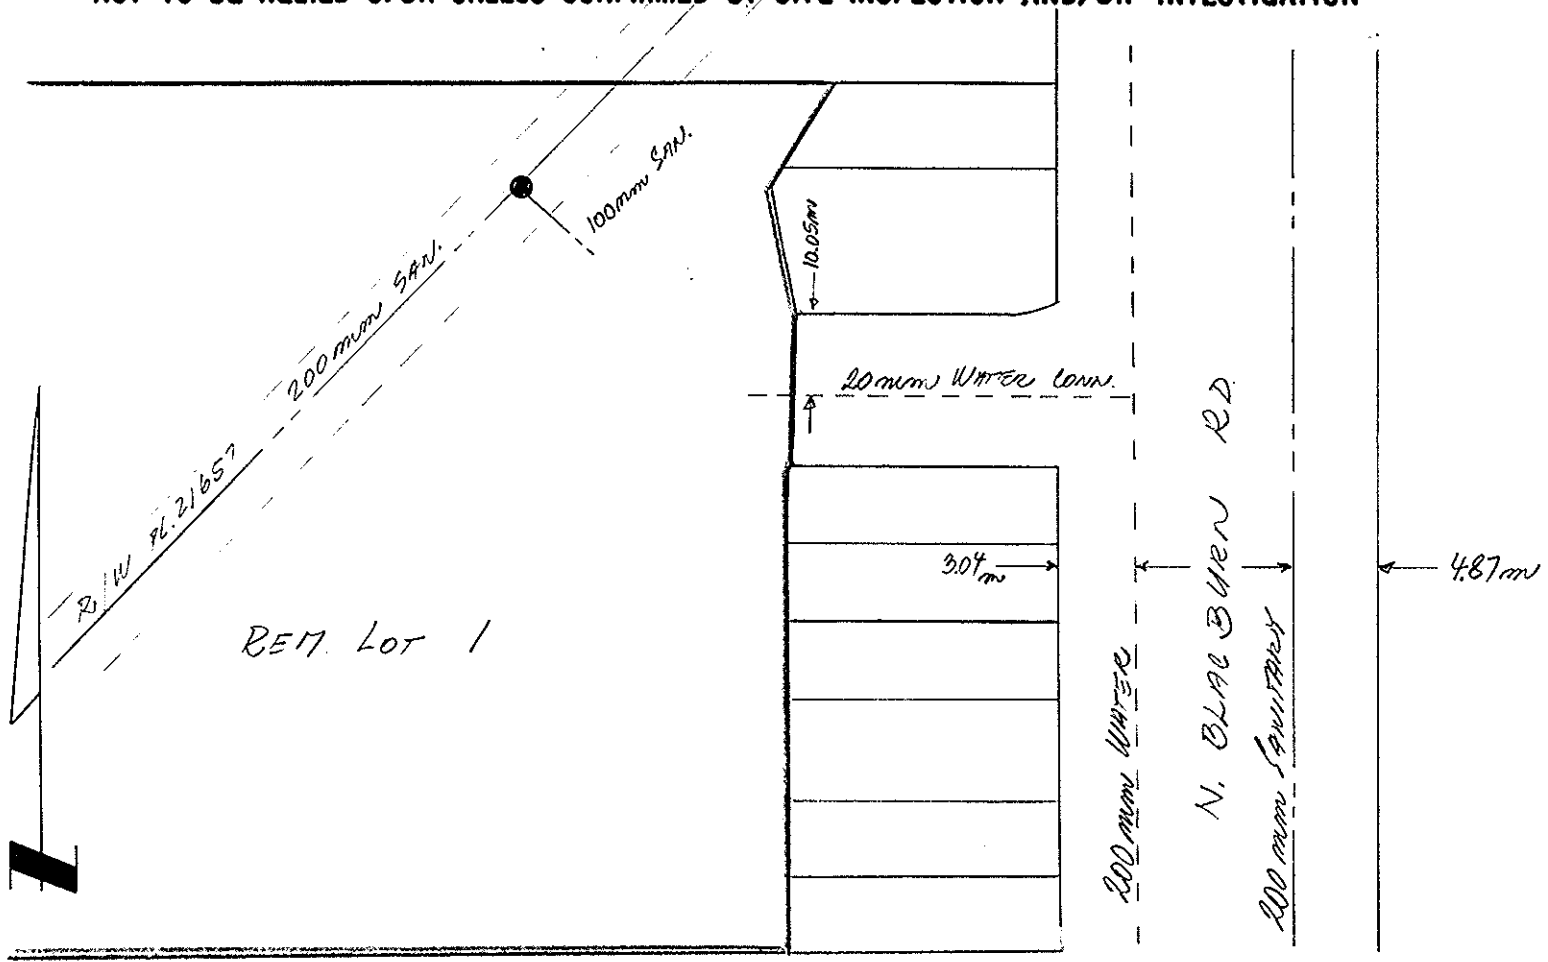 NOT TO BE RELIED UPON UNLESS CONFIRMED BY SITE INSPECTION AND/OR INVESTIGATION
100mm SAN.
200mm SAN.
R/W PL.21657
10.05m
20mm WATER CONN.
REM. LOT 1
3.04m
4.87m
200mm WATER
N. BLACBURN RD.
200mm SANITARY